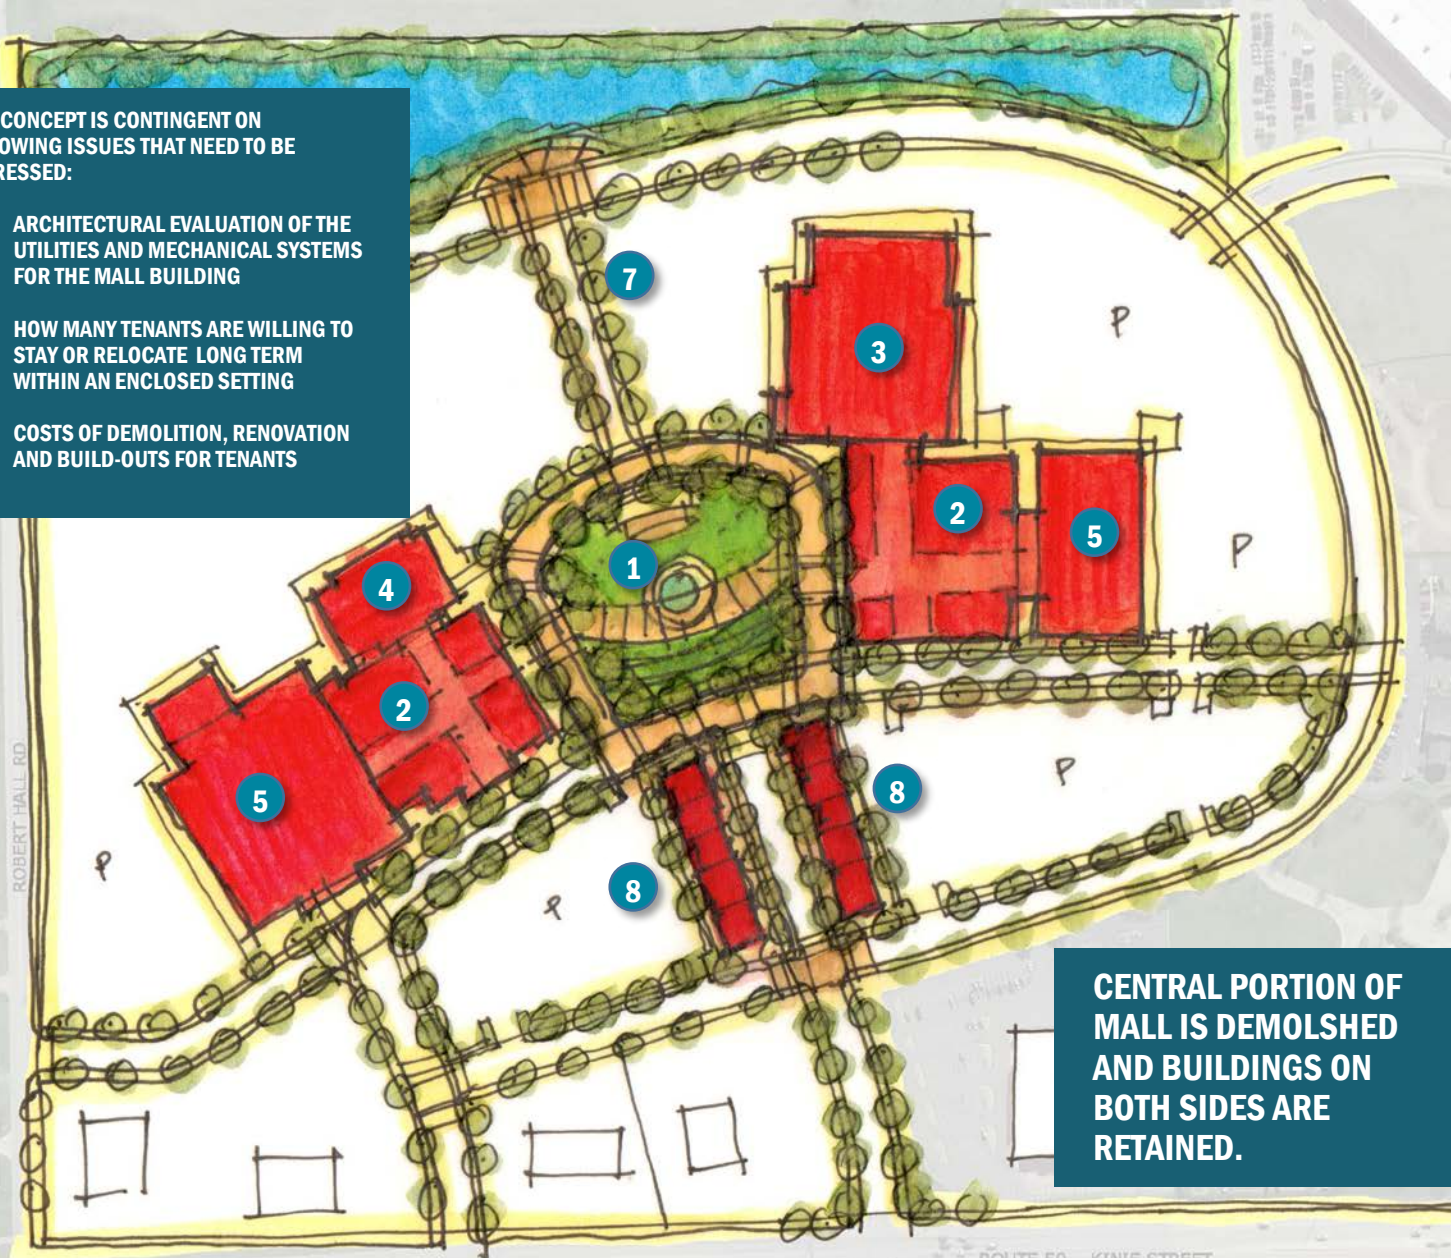 CONCEPT IS CONTINGENT ON
OWING ISSUES THAT NEED TO BE
RESSED:
ARCHITECTURAL EVALUATION OF THE
UTILITIES AND MECHANICAL SYSTEMS
FOR THE MALL BUILDING
HOW MANY TENANTS ARE WILLING TO
STAY OR RELOCATE LONG TERM
WITHIN AN ENCLOSED SETTING
COSTS OF DEMOLITION, RENOVATION
AND BUILD-OUTS FOR TENANTS
7
3
P
2
5
P
1
4
2
5
P
8
P
8
P
ROBERT HALL RD
CENTRAL PORTION OF
MALL IS DEMOLSHED
AND BUILDINGS ON
BOTH SIDES ARE
RETAINED.
STREET